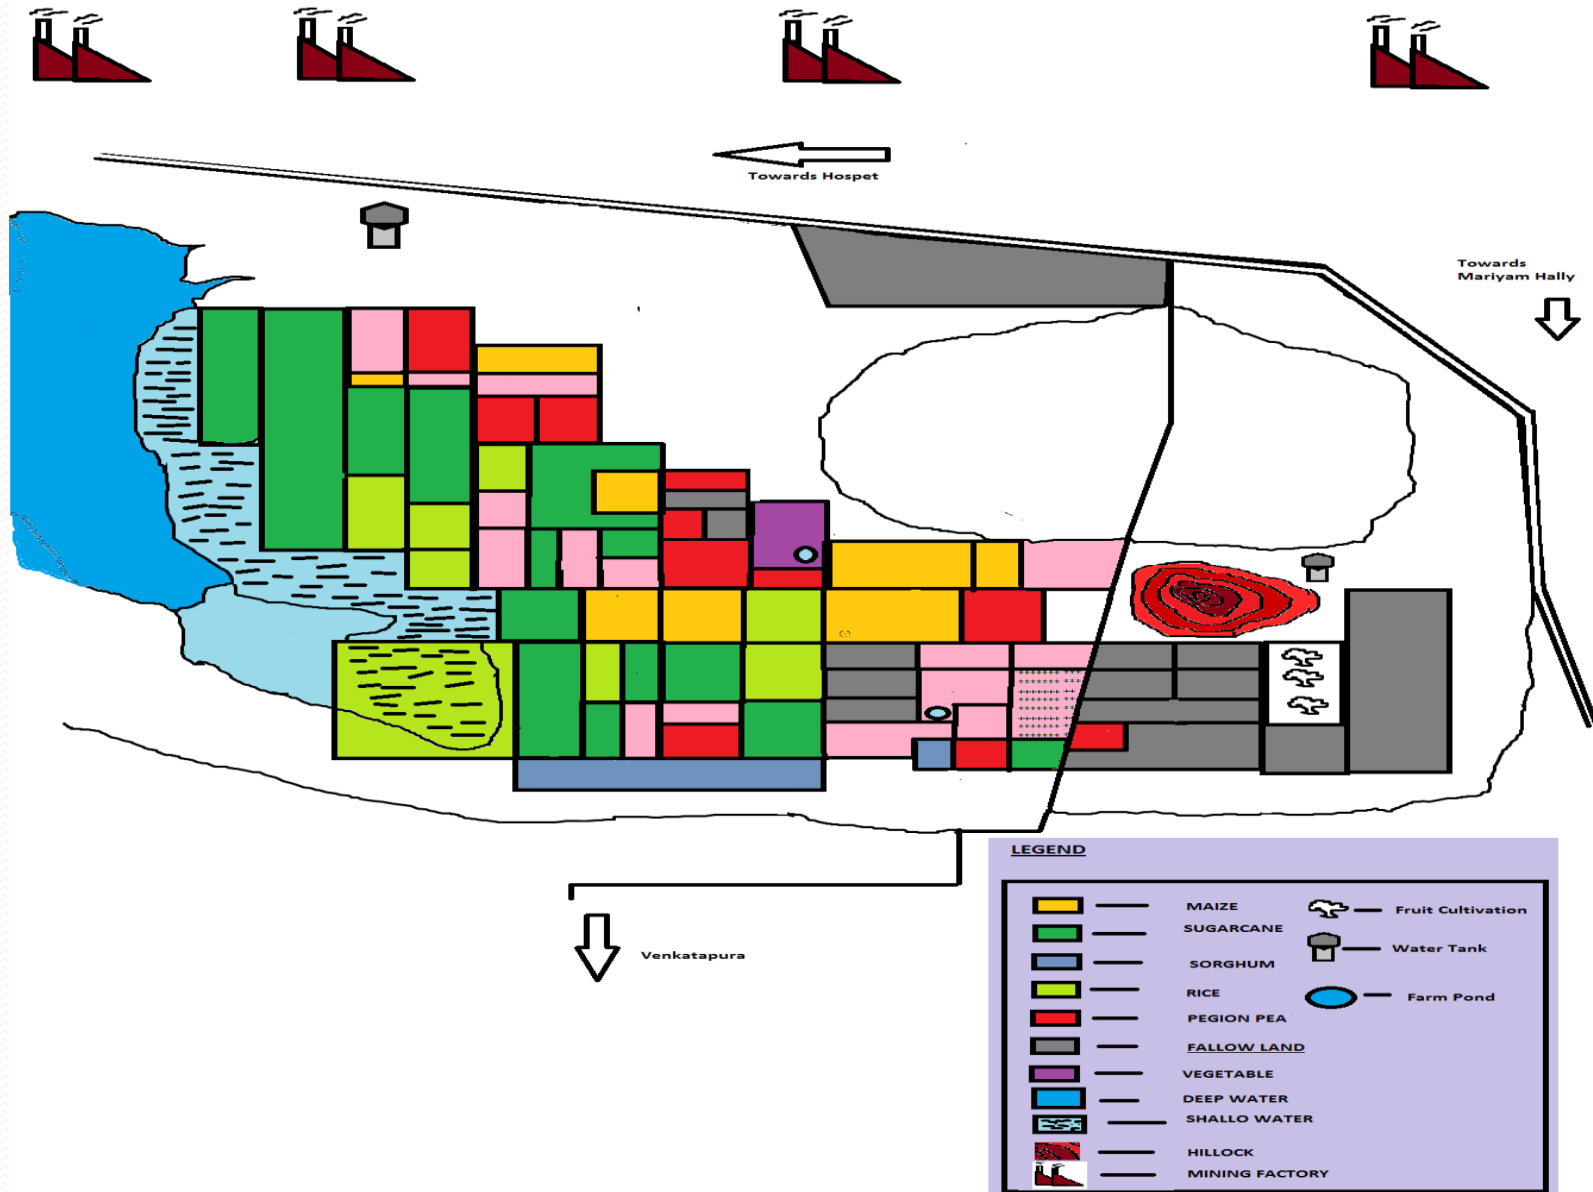 Towards Hospet
Towards
Mariyam Hally
Venkatapura
LEGEND
MAIZE
SUGARCANE
SORGHUM
RICE
PEGION PEA
FALLOW LAND
VEGETABLE
DEEP WATER
SHALLO WATER
HILLOCK
MINING FACTORY
Fruit Cultivation
Water Tank
Farm Pond